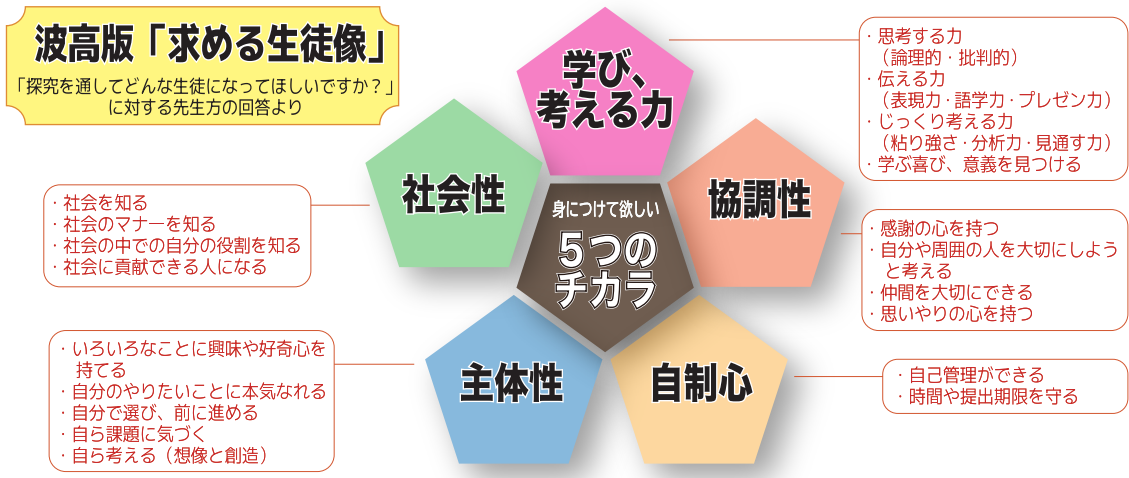 波高版「求める生徒像」
「探究を通してどんな生徒になってほしいですか？」
に対する先生方の回答より
学び、
考える力
・思考する力
（論理的・批判的）
・伝える力
（表現力・語学力・プレゼン力）
・じっくり考える力
（粘り強さ・分析力・見通す力）
・学ぶ喜び、意義を見つける
社会性
・社会を知る
・社会のマナーを知る
・社会の中での自分の役割を知る
・社会に貢献できる人になる
身につけて欲しい
５つの
チカラ
協調性
・感謝の心を持つ
・自分や周囲の人を大切にしよう
と考える
・仲間を大切にできる
・思いやりの心を持つ
主体性
・いろいろなことに興味や好奇心を
持てる
・自分のやりたいことに本気なれる
・自分で選び、前に進める
・自ら課題に気づく
・自ら考える（想像と創造）
自制心
・自己管理ができる
・時間や提出期限を守る